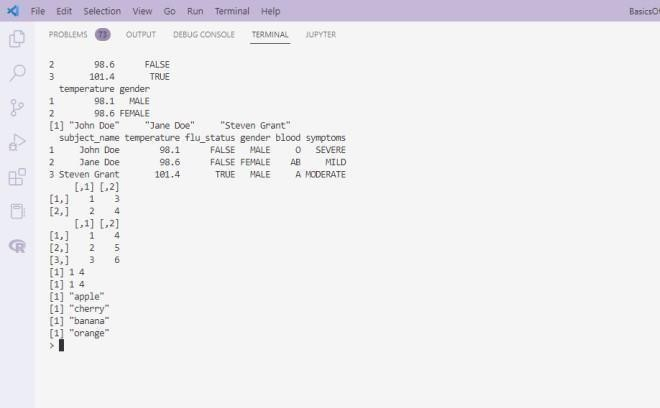 File Edit Selection View Go Run Terminal Help BasicsO
PROBLEMS 73 OUTPUT DEBUG CONSOLE TERMINAL JUPYTER
2 98.6 FALSE
3 101.4 TRUE
temperature gender
1 98.1 MALE
2 98.6 FEMALE
[1] "John Doe" "Jane Doe" "Steven Grant"
subject_name temperature flu_status gender blood symptoms
1 John Doe 98.1 FALSE MALE O SEVERE
2 Jane Doe 98.6 FALSE FEMALE AB MILD
3 Steven Grant 101.4 TRUE MALE A MODERATE
[,1] [,2]
[1,] 1 3
[2,] 2 4
[,1] [,2]
[1,] 1 4
[2,] 2 5
[3,] 3 6
[1] 1 4
[1] 1 4
[1] "apple"
[1] "cherry"
[1] "banana"
[1] "orange"
>